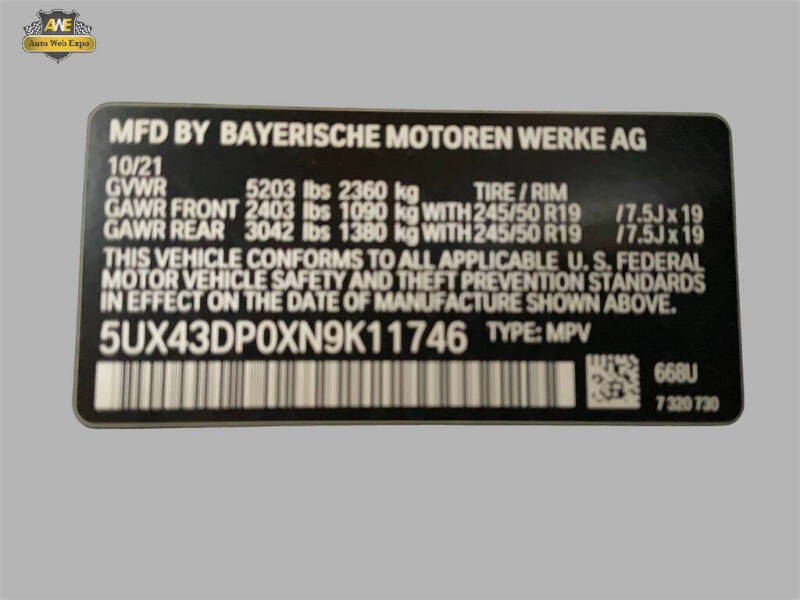 AWE
Auto Web Expo
MFD BY BAYERISCHE MOTOREN WERKE AG
10/21
GVWR 5203 lbs 2360 kg TIRE / RIM
GAWR FRONT 2403 lbs 1090 kg WITH 245/50 R19 /7.5J x 19
GAWR REAR 3042 lbs 1380 kg WITH 245/50 R19 /7.5J x 19
THIS VEHICLE CONFORMS TO ALL APPLICABLE U. S. FEDERAL
MOTOR VEHICLE SAFETY AND THEFT PREVENTION STANDARDS
IN EFFECT ON THE DATE OF MANUFACTURE SHOWN ABOVE.
5UX43DP0XN9K11746 TYPE: MPV
668U
7 320 730